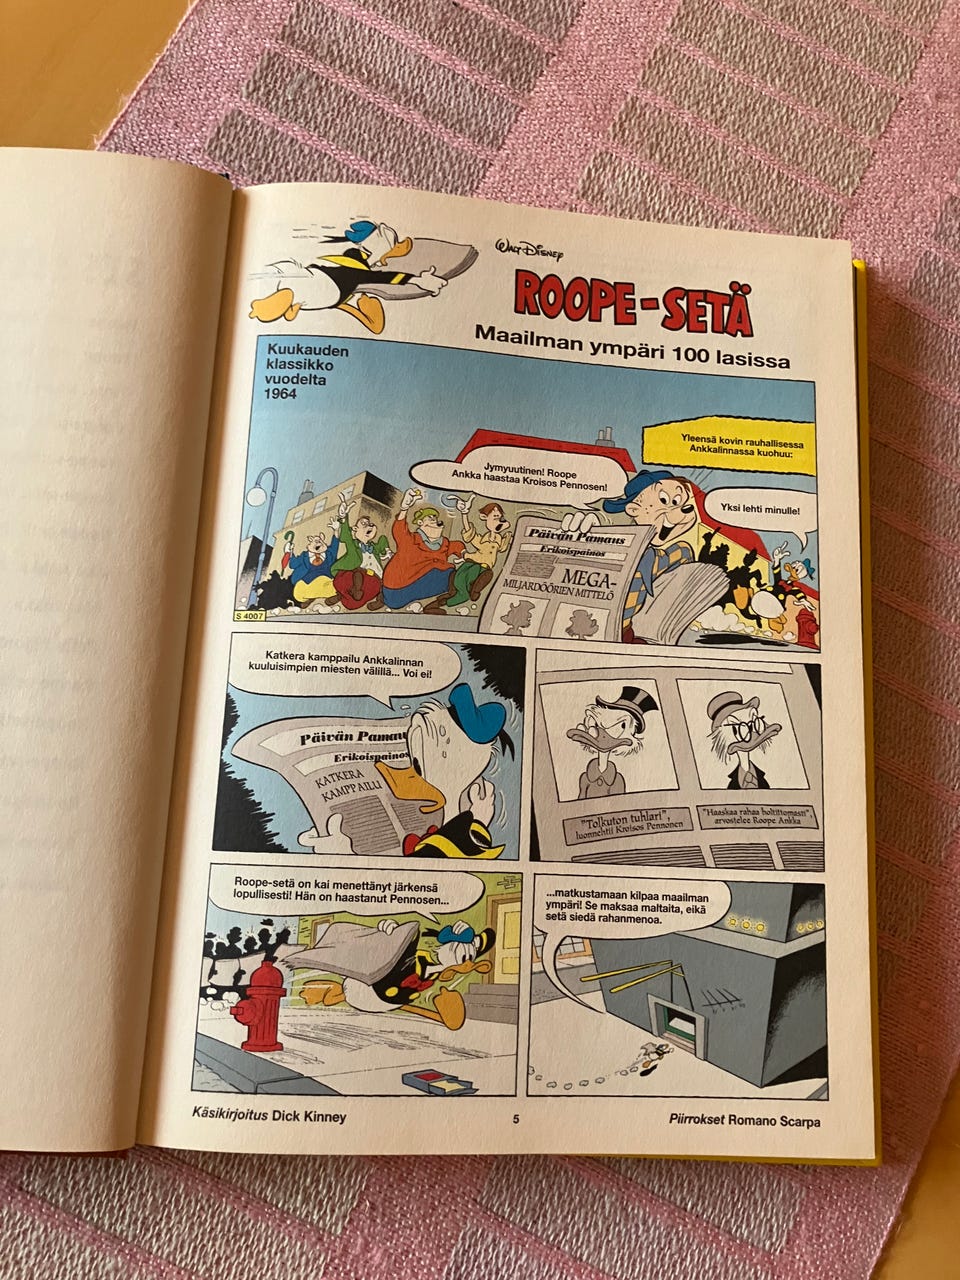 Walt Disney
ROOPE-SETÄ
Maailman ympäri 100 lasissa
Kuukauden
klassikko
vuodelta
1964
Yleensä kovin rauhallisessa
Ankkalinnassa kuohuu:
Jymyuutinen! Roope
Ankka haastaa Kroisos Pennosen!
Yksi lehti minulle!
Päivän Pamaus
Erikoispainos
MEGA-
MILJARDÖÖRIEN MITTELÖ
S 4007
Katkera kamppailu Ankkalinnan
kuuluisimpien miesten välillä... Voi ei!
Päivän Pamau
Erikoispainos
KATKERA
KAMPPAILU
"Tolkuton tuhlari",
luonnehtii Kroisos Pennonen
"Haaskaa rahaa holtittomasti",
arvostelee Roope Ankka
Roope-setä on kai menettänyt järkensä
lopullisesti! Hän on haastanut Pennosen...
...matkustamaan kilpaa maailman
ympäri! Se maksaa maltaita, eikä
setä siedä rahanmenoa.
Käsikirjoitus Dick Kinney
5
Piirrokset Romano Scarpa